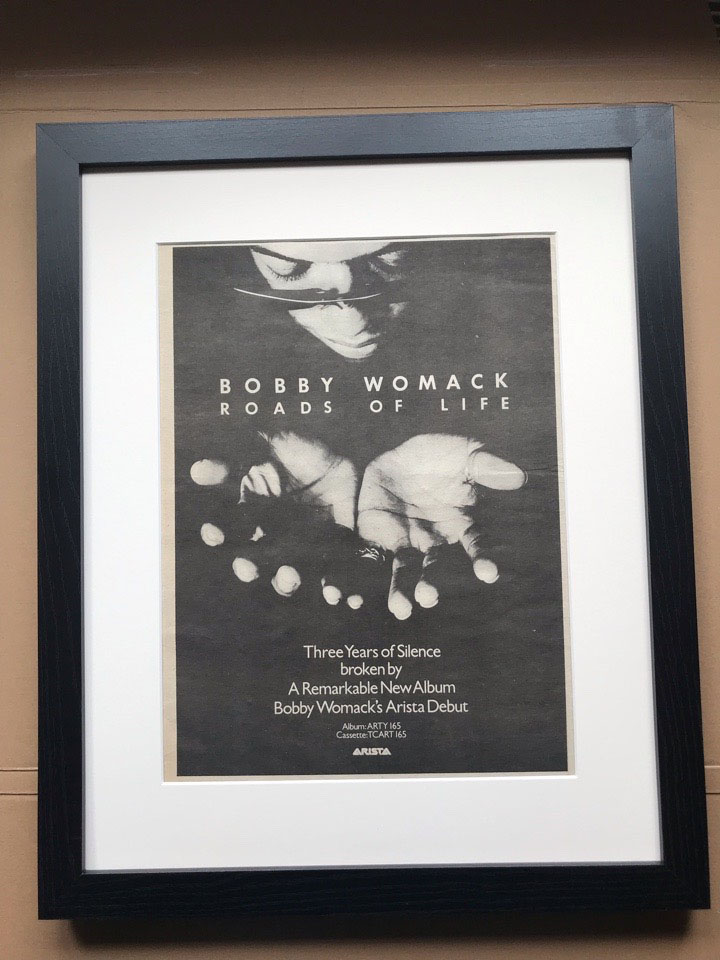 BOBBY WOMACK
ROADS OF LIFE
Three Years of Silence
broken by
A Remarkable New Album
Bobby Womack's Arista Debut
Album: ARTY 165
Cassette: TCART 165
ARISTA